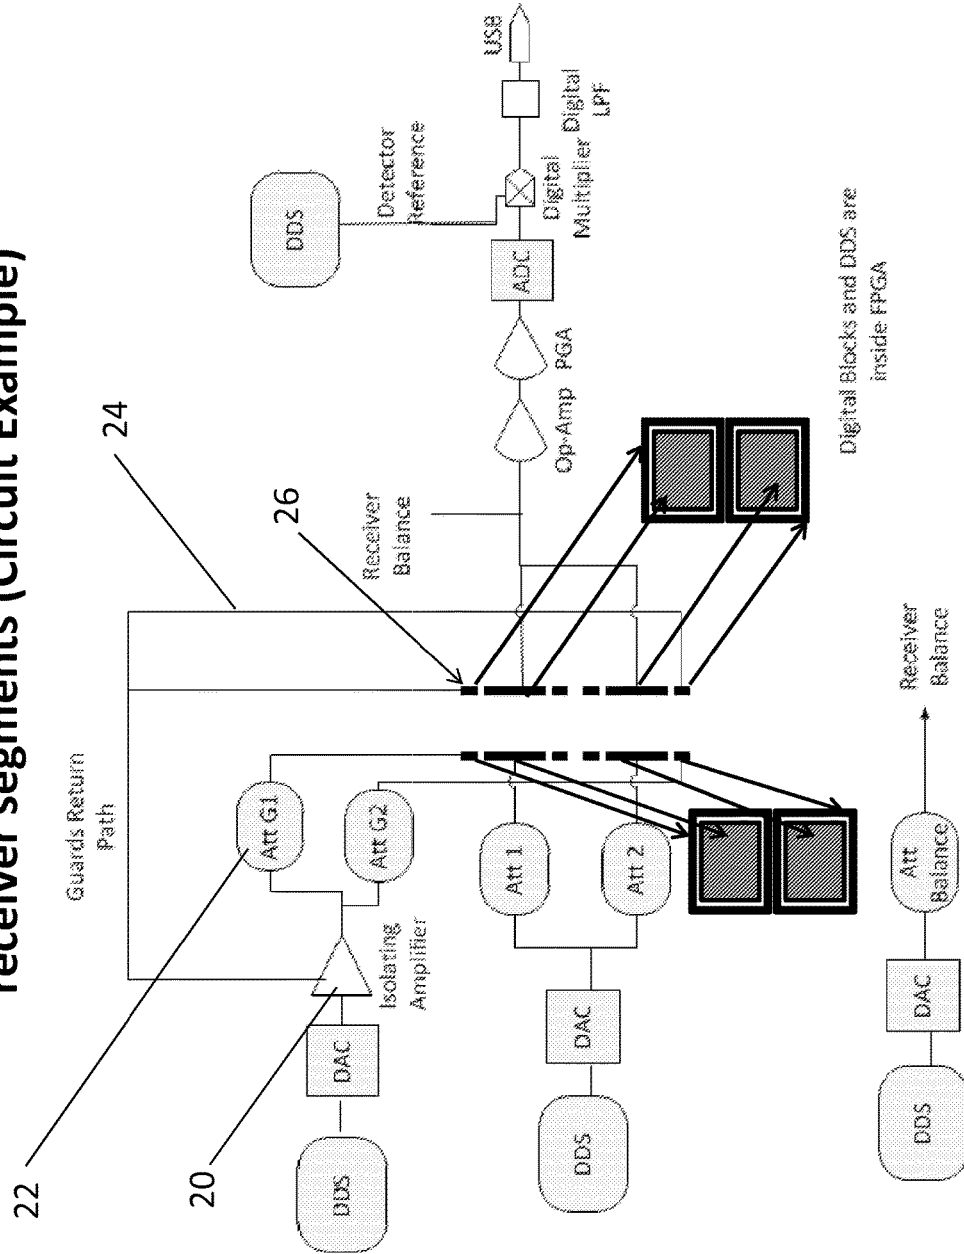 receiver segments (Circuit Example)
22
20
24
26
Guards Return
Path
Att G1
Att G2
Isolating
Amplifier
DAC
DDS
Att 1
Att 2
DAC
DDS
Receiver
Balance
Op-Amp
PGA
ADC
Digital
Multiplier
Digital
LPF
USB
DDS
Detector
Reference
Att
Balance
DAC
DDS
Receiver
Balance
Digital Blocks and DDS are
inside FPGA